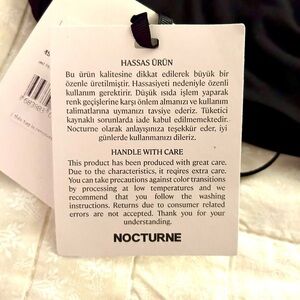 HASSAS ÜRÜN
Bu ürün kalitesine dikkat edilerek büyük bir
özenle üretilmiştir. Hassasiyeti nedeniyle özenli
kullanım gerektirir. Düşük ısıda işlem yaparak
renk geçişlerine karşı önlem almanızı ve kullanım
talimatlarına uymanızı tavsiye ederiz. Tüketici
kaynaklı sorunlarda iade kabul edilmemektedir.
Nocturne olarak anlayışınıza teşekkür eder, iyi
günlerde kullanmanızı dileriz.
HANDLE WITH CARE
This product has been produced with great care.
Due to the characteristics, it reqires extra care.
You can take precautions against color transitions
by processing at low temperatures and we
recommend that you follow the washing
instructions. Returns due to consumer related
errors are not accepted. Thank you for your
understanding.
NOCTURNE